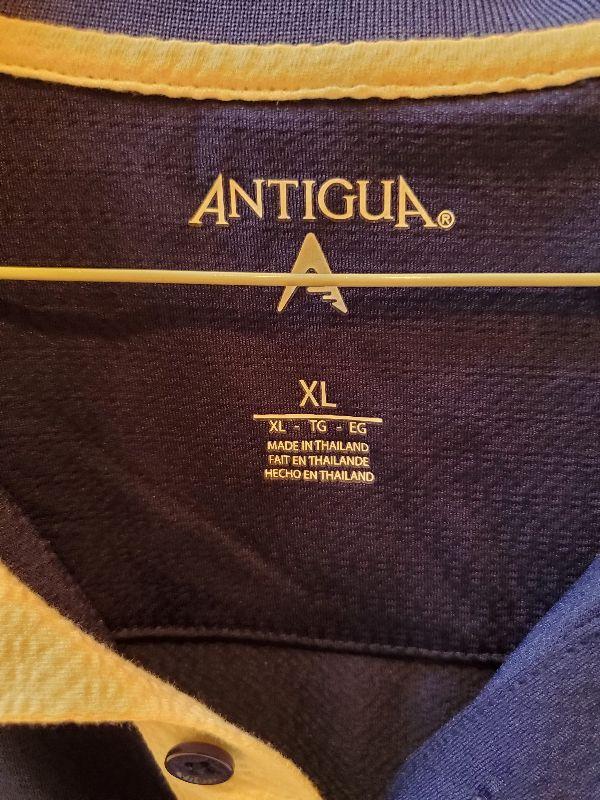 ANTIGUA®
XL
XL - TG - EG
MADE IN THAILAND
FAIT EN THAILANDE
HECHO EN THAILAND